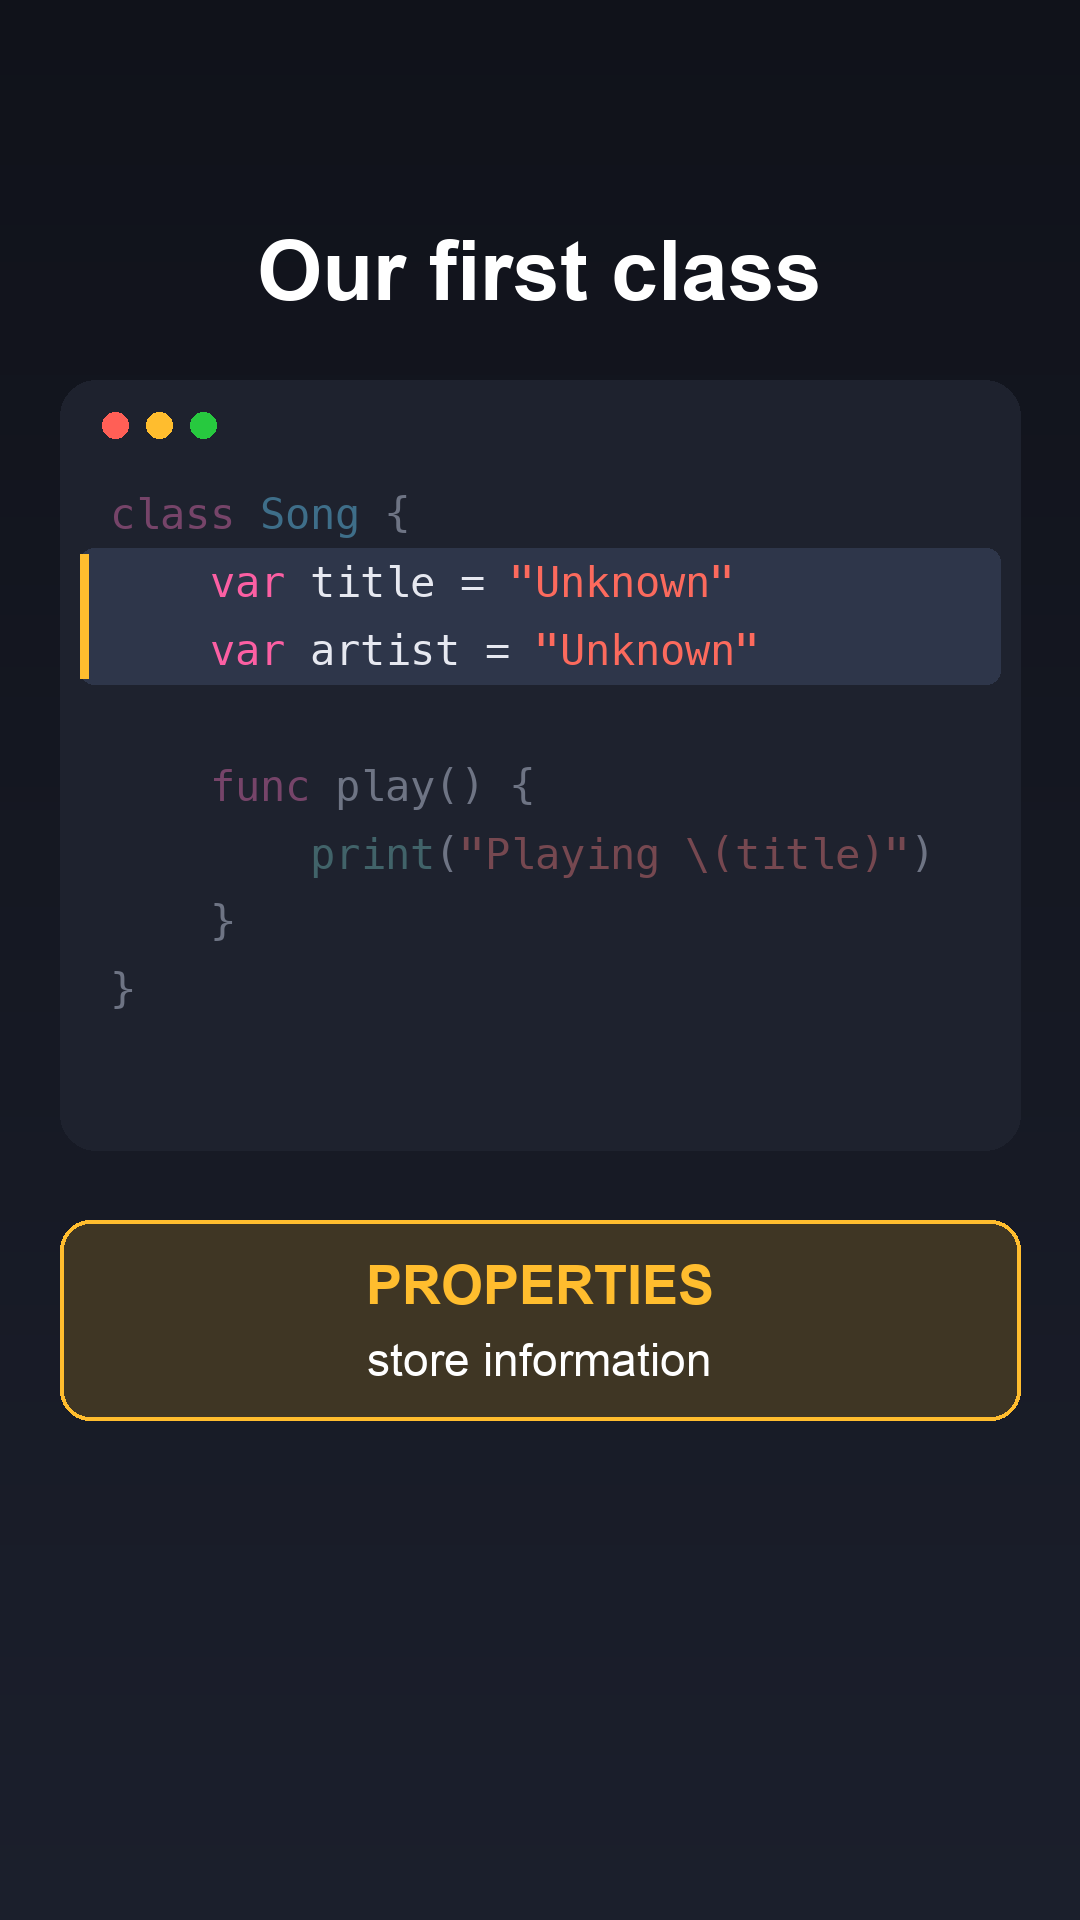 Our first class
class Song {
    var title = "Unknown"
    var artist = "Unknown"
    func play() {
        print("Playing \(title)")
    }
}
PROPERTIES
store information